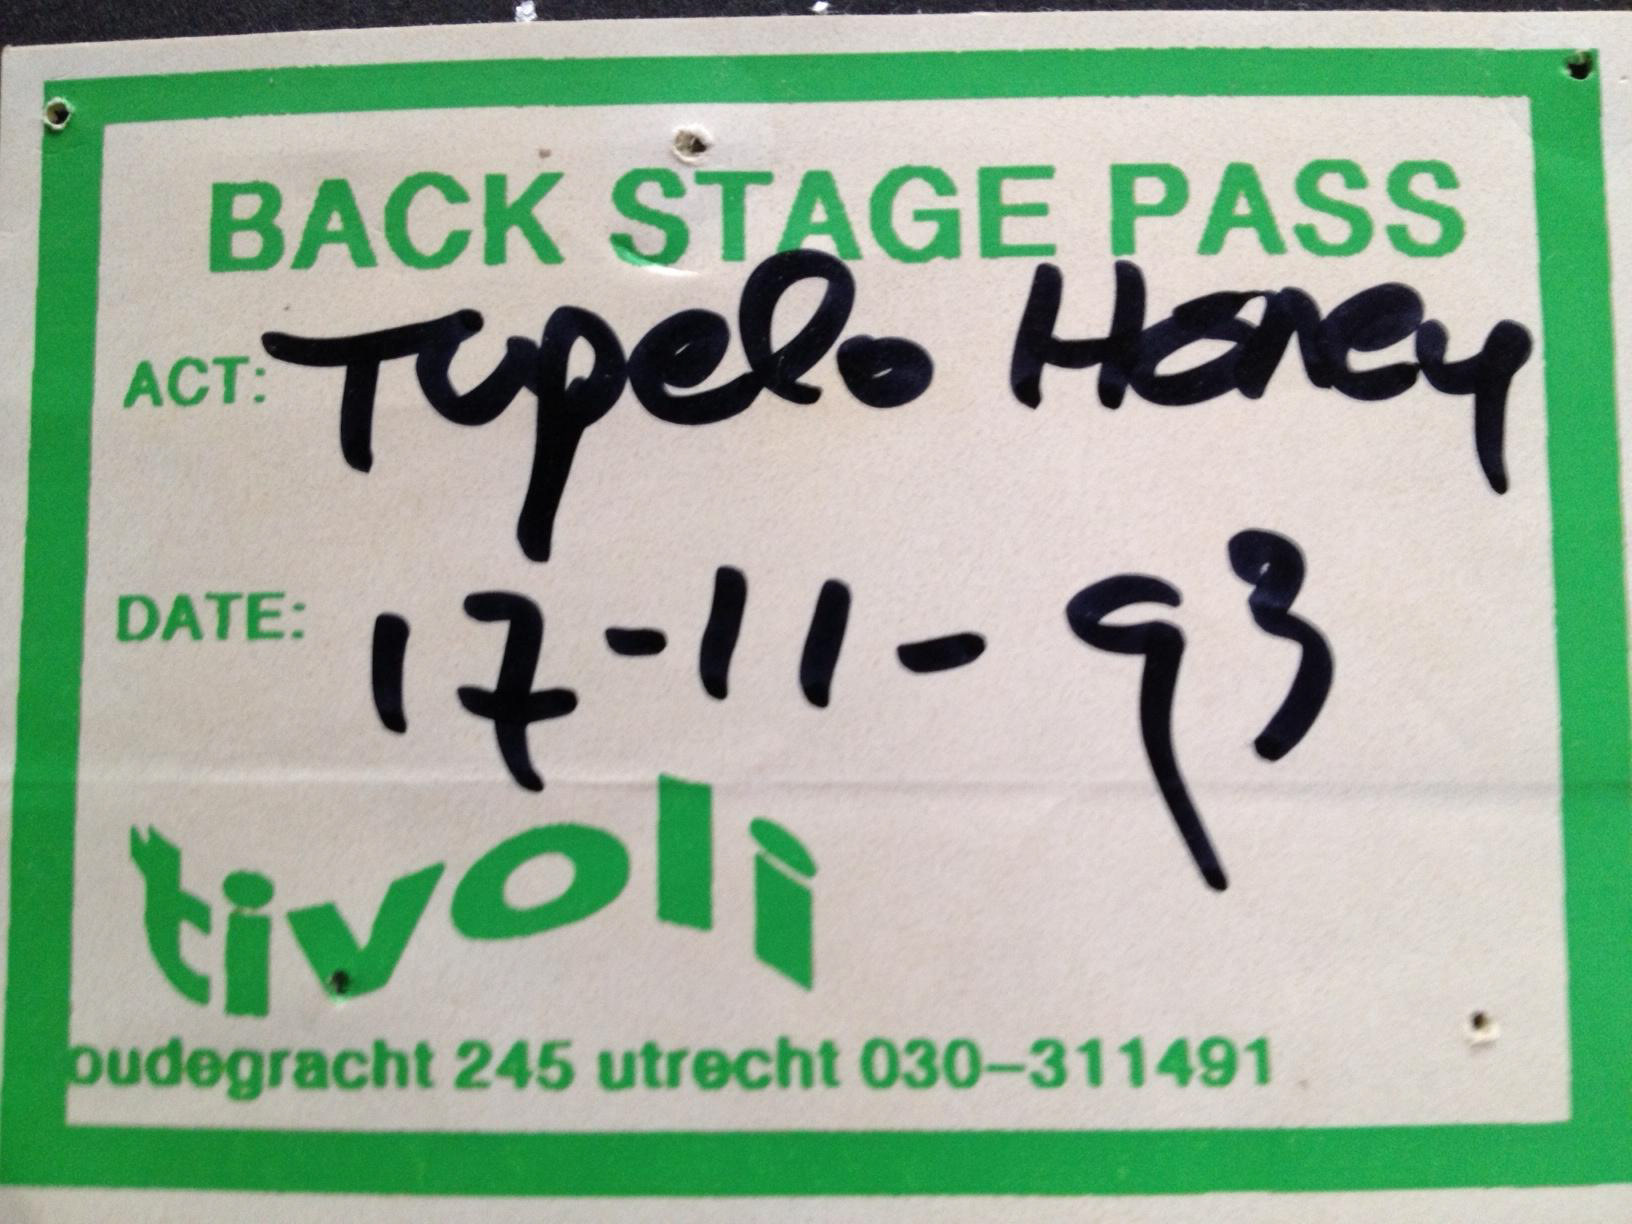 BACK STAGE PASS
ACT: Tupelo Honey
DATE: 17-11-93
tivoli
oudegracht 245 utrecht 030-311491